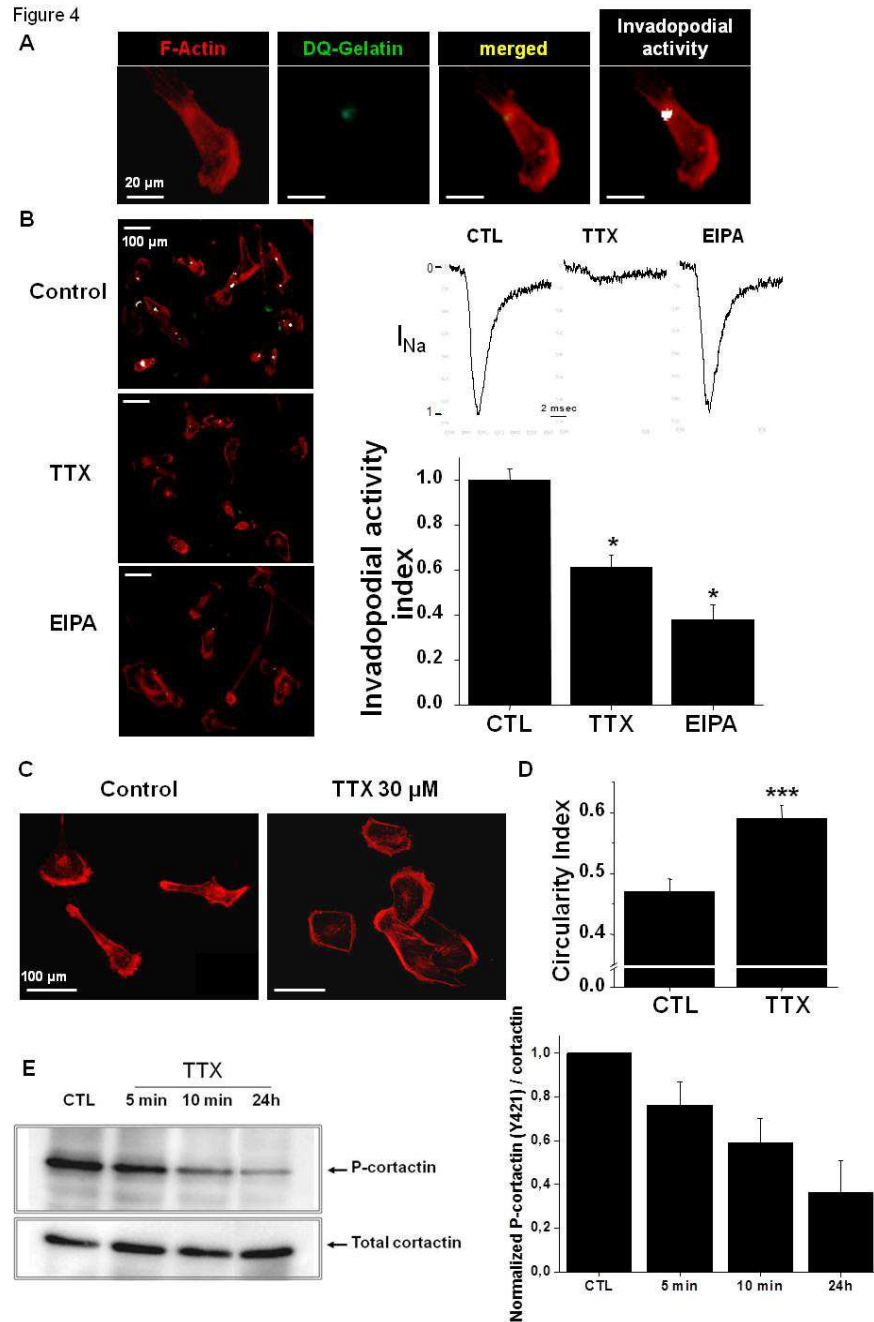 Figure 4
A
F-Actin
DQ-Gelatin
merged
Invadopodial
activity
20 µm
B
100 µm
Control
TTX
EIPA
CTL
TTX
EIPA
0
I Na
1
2 msec
Invadopodial activity
index
1.0
0.8
0.6
0.4
0.2
0.0
*
*
CTL
TTX
EIPA
C
Control
TTX 30 µM
100 µm
D
Circularity Index
0.6
0.5
0.4
0.0
***
CTL
TTX
E
TTX
CTL
5 min
10 min
24h
P-cortactin
Total cortactin
Normalized P-cortactin (Y421) / cortactin
1,0
0,8
0,6
0,4
0,2
0,0
CTL
5 min
10 min
24h